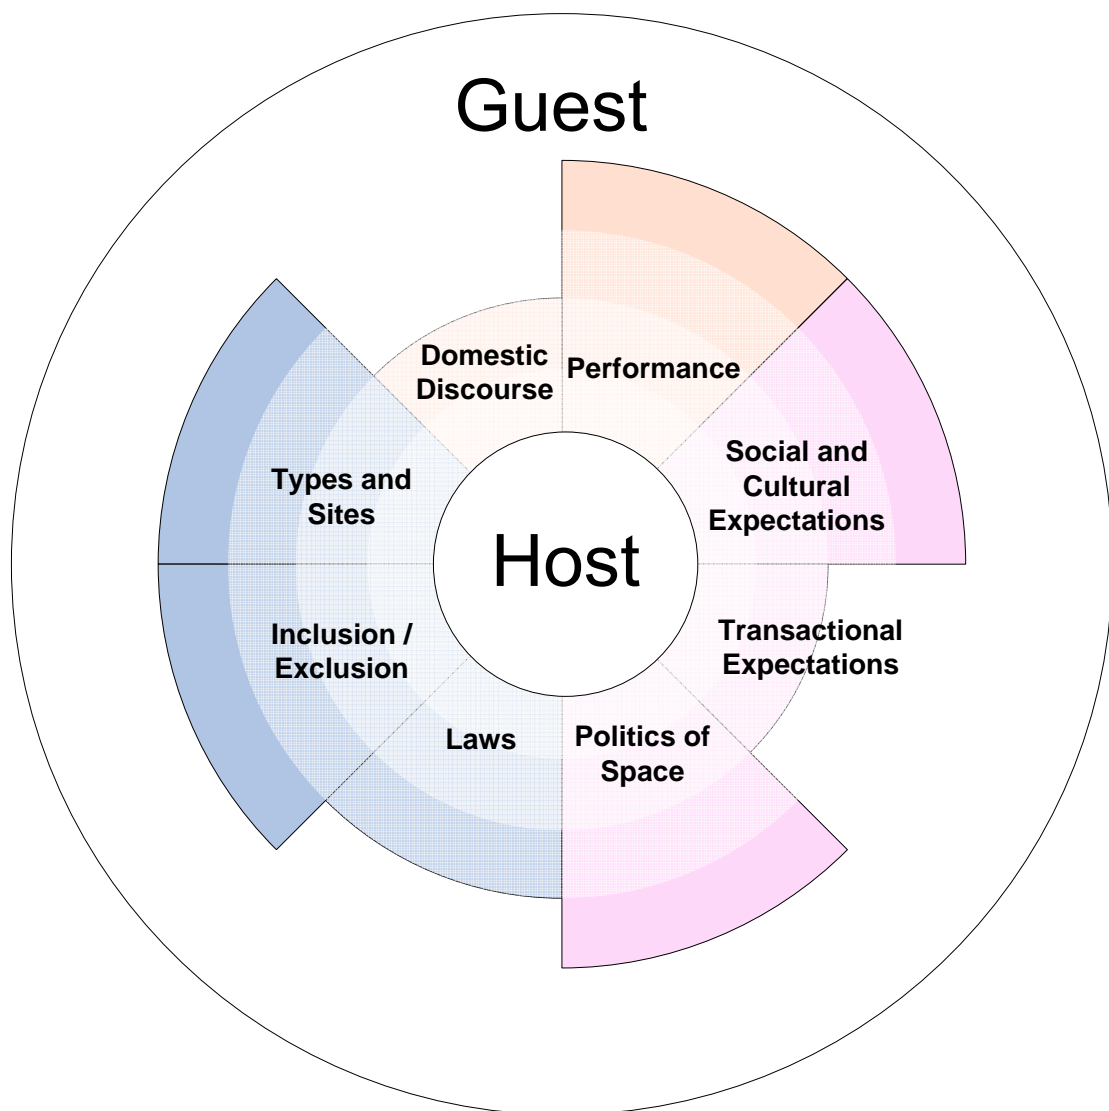 Guest
Domestic
Discourse
Performance
Social and
Cultural
Expectations
Types and
Sites
Host
Inclusion /
Exclusion
Transactional
Expectations
Laws
Politics of
Space